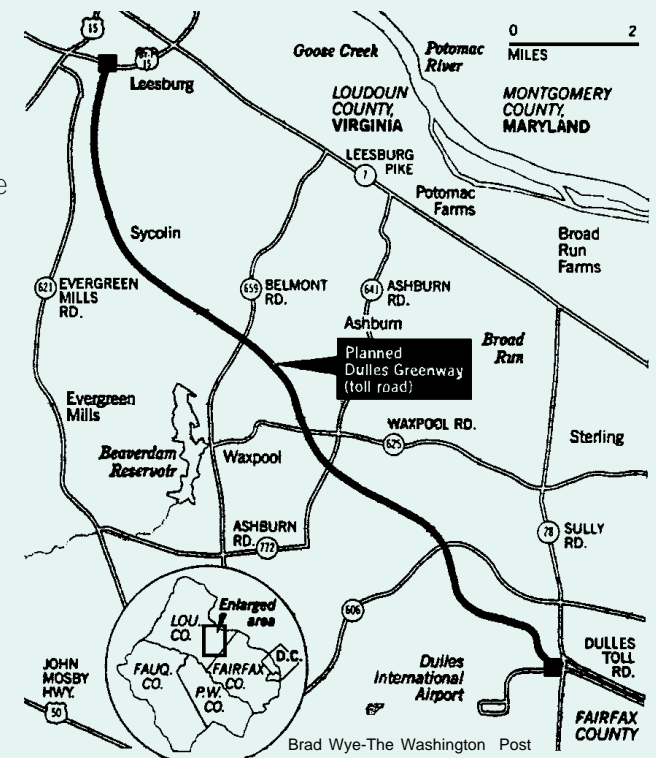 15
15
Leesburg
Goose Creek
Potomac
River
0 2
MILES
LOUDOUN
COUNTY,
VIRGINIA
MONTGOMERY
COUNTY,
MARYLAND
LEESBURG
PIKE
7
Potomac
Farms
Broad
Run
Farms
e
Sycolin
621
EVERGREEN
MILLS
RD.
659
BELMONT
RD.
641
ASHBURN
RD.
Ashburn
Planned
Dulles Greenway
(toll road)
Broad
Run
Evergreen
Mills
Beaverdam
Reservoir
Waxpool
WAXPOOL RD.
625
Sterling
ASHBURN
RD.
772
28
SULLY
RD.
606
Enlarged
area
LOU.
CO.
D.C.
FAUQ.
CO.
FAIRFAX
CO.
P.W.
CO.
JOHN
MOSBY
HWY.
50
Dulles
International
Airport
DULLES
TOLL
RD.
FAIRFAX
COUNTY
Brad Wye-The Washington Post